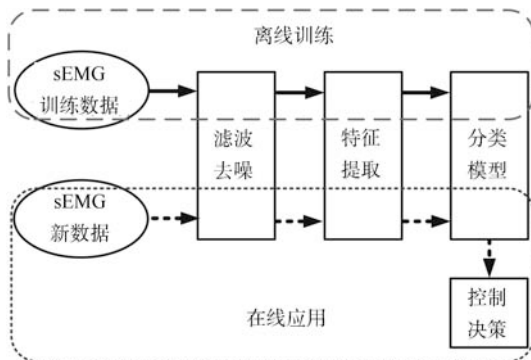 离线训练
sEMG
训练数据
滤波
去噪
特征
提取
分类
模型
sEMG
新数据
控制
决策
在线应用